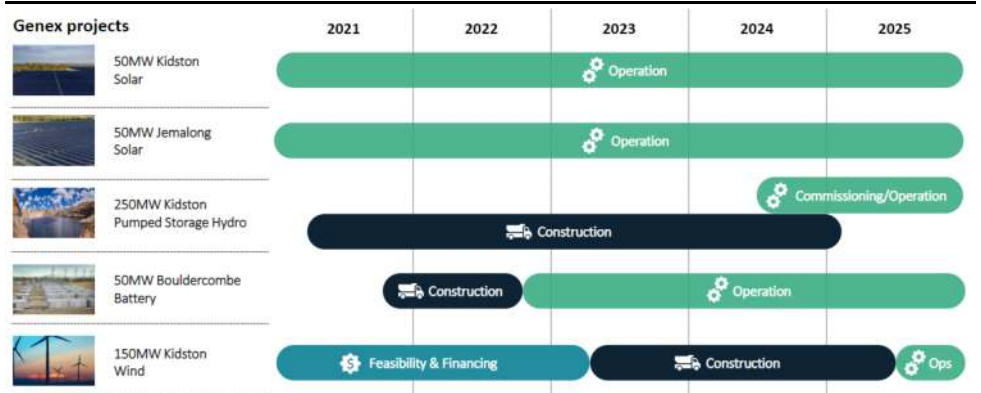 Genex projects
2021
2022
2023
2024
2025
50MW Kidston
Solar
Operation
50MW Jemalong
Solar
Operation
250MW Kidston
Pumped Storage Hydro
Commissioning/Operation
Construction
50MW Bouldercombe
Battery
Construction
Operation
150MW Kidston
Wind
$
Feasibility & Financing
Construction
Ops